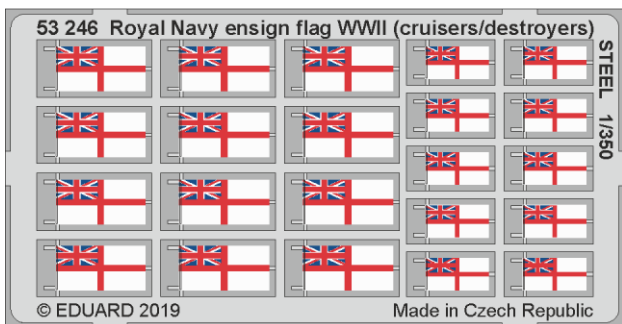 53 246 Royal Navy ensign flag WWII (cruisers/destroyers)
STEEL 1/350
© EDUARD 2019
Made in Czech Republic